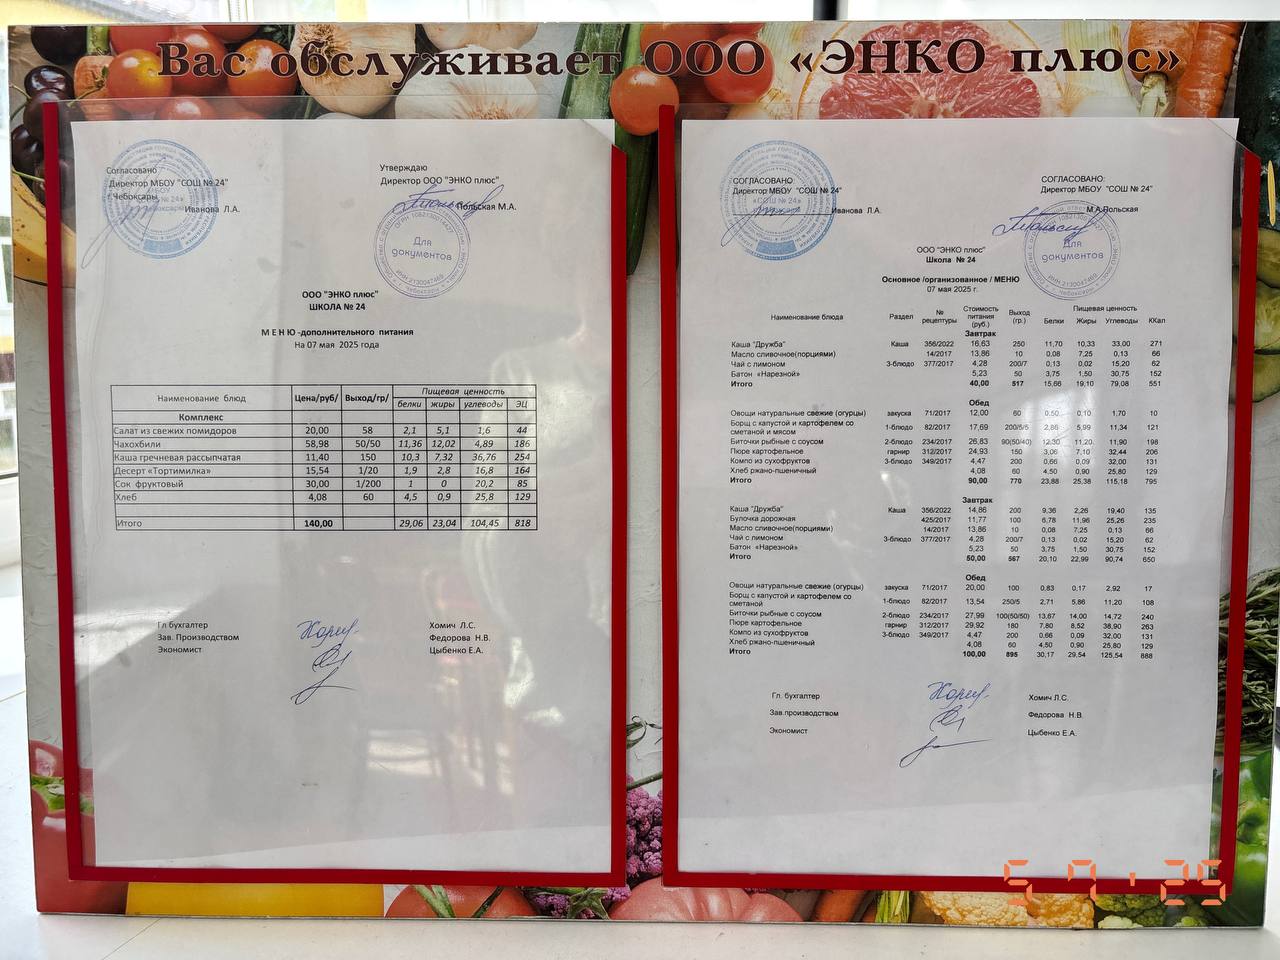 Вас обслуживает ООО «ЭНКО плюс»
Согласовано
Директор МБОУ "СОШ № 24"
г.Чебоксары
Иванова Л.А.
Утверждаю
Директор ООО "ЭНКО плюс"
Польская М.А.
Для
документов
ООО "ЭНКО плюс"
ШКОЛА № 24
М Е Н Ю -дополнительного питания
На 07 мая 2025 года
Наименование блюд Цена/руб/ Выход/гр/ Пищевая ценность
белки жиры углеводы ЭЦ
Комплекс
Салат из свежих помидоров 20,00 58 2,1 5,1 1,6 44
Чахохбили 58,98 50/50 11,36 12,02 4,89 186
Каша гречневая рассыпчатая 11,40 150 10,3 7,32 36,76 254
Десерт «Тортимилка» 15,54 1/20 1,9 2,8 16,8 164
Сок фруктовый 30,00 1/200 1 0 20,2 85
Хлеб 4,08 60 4,5 0,9 25,8 129
Итого 140,00 29,06 23,04 104,45 818
Гл бухгалтер Хомич Л.С.
Зав. Производством Федорова Н.В.
Экономист Цыбенко Е.А.
СОГЛАСОВАНО
Директор МБОУ "СОШ № 24"
Иванова Л.А.
СОГЛАСОВАНО:
Директор МБОУ "СОШ № 24"
М.А.Польская
Для
документов
ООО "ЭНКО плюс"
Школа № 24
Основное /организованное / МЕНЮ
07 мая 2025 г.
Наименование блюда Раздел № рецептуры Стоимость питания (руб.) Выход (гр.) Пищевая ценность
Белки Жиры Углеводы ККал
Завтрак
Каша "Дружба" Каша 356/2022 16,63 250 11,70 10,33 33,00 271
Масло сливочное(порциями) 14/2017 13,86 10 0,08 7,25 0,13 66
Чай с лимоном 3-блюдо 377/2017 4,28 200/7 0,13 0,02 15,20 62
Батон «Нарезной» 5,23 50 3,75 1,50 30,75 152
Итого 40,00 517 15,66 19,10 79,08 551
Обед
Овощи натуральные свежие (огурцы) закуска 71/2017 12,00 60 0,50 0,10 1,70 10
Борщ с капустой и картофелем со
сметаной и мясом 1-блюдо 82/2017 17,69 200/5/5 2,86 5,99 11,34 121
Биточки рыбные с соусом 2-блюдо 234/2017 26,83 90(50/40) 12,30 11,20 11,90 198
Пюре картофельное гарнир 312/2017 24,93 150 3,06 7,10 32,44 206
Компо из сухофруктов 3-блюдо 349/2017 4,47 200 0,66 0,09 32,00 131
Хлеб ржано-пшеничный 4,08 60 4,50 0,90 25,80 129
Итого 90,00 770 23,88 25,38 115,18 795
Завтрак
Каша "Дружба" Каша 356/2022 14,86 200 9,36 2,26 19,40 135
Булочка дорожная 425/2017 11,77 100 6,78 11,96 25,26 235
Масло сливочное(порциями) 14/2017 13,86 10 0,08 7,25 0,13 66
Чай с лимоном 3-блюдо 377/2017 4,28 200/7 0,13 0,02 15,20 62
Батон «Нарезной» 5,23 50 3,75 1,50 30,75 152
Итого 50,00 567 20,10 22,99 90,74 650
Обед
Овощи натуральные свежие (огурцы) закуска 71/2017 20,00 100 0,83 0,17 2,92 17
Борщ с капустой и картофелем со
сметаной 1-блюдо 82/2017 13,54 250/5 2,71 5,86 11,20 108
Биточки рыбные с соусом 2-блюдо 234/2017 27,99 100(50/50) 13,67 14,00 14,72 240
Пюре картофельное гарнир 312/2017 29,92 180 7,80 8,52 38,90 263
Компо из сухофруктов 3-блюдо 349/2017 4,47 200 0,66 0,09 32,00 131
Хлеб ржано-пшеничный 4,08 60 4,50 0,90 25,80 129
Итого 100,00 895 30,17 29,54 125,54 888
Гл. бухгалтер Хомич Л.С.
Зав.производством Федорова Н.В.
Экономист Цыбенко Е.А.
5 7 '25